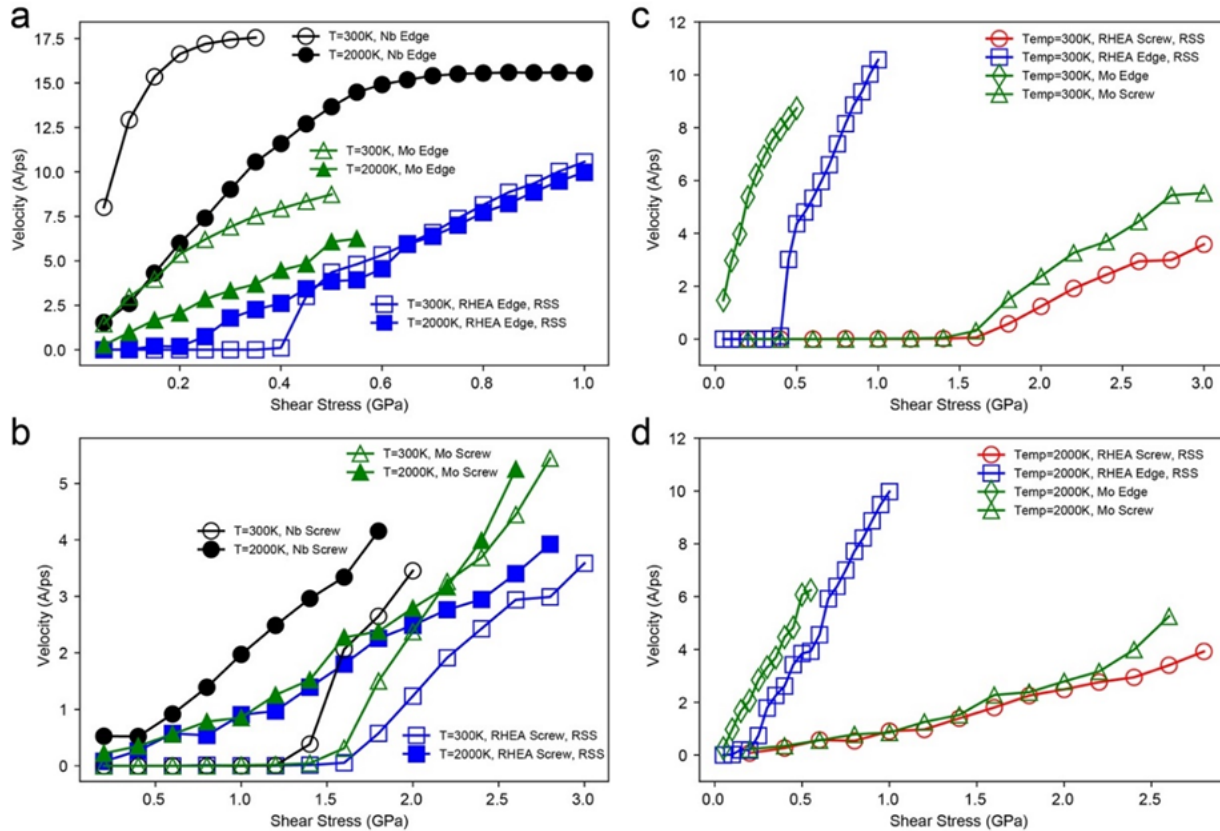 a
T=300K, Nb Edge
T=2000K, Nb Edge
T=300K, Mo Edge
T=2000K, Mo Edge
T=300K, RHEA Edge, RSS
T=2000K, RHEA Edge, RSS
Velocity (A/ps)
17.5
15.0
12.5
10.0
7.5
5.0
2.5
0.0
0.2
0.4
0.6
0.8
1.0
Shear Stress (GPa)
c
Temp=300K, RHEA Screw, RSS
Temp=300K, RHEA Edge, RSS
Temp=300K, Mo Edge
Temp=300K, Mo Screw
Velocity (A/ps)
12
10
8
6
4
2
0
0.0
0.5
1.0
1.5
2.0
2.5
3.0
Shear Stress (GPa)
b
T=300K, Mo Screw
T=2000K, Mo Screw
T=300K, Nb Screw
T=2000K, Nb Screw
T=300K, RHEA Screw, RSS
T=2000K, RHEA Screw, RSS
Velocity (A/ps)
5
4
3
2
1
0
0.5
1.0
1.5
2.0
2.5
3.0
Shear Stress (GPa)
d
Temp=2000K, RHEA Screw, RSS
Temp=2000K, RHEA Edge, RSS
Temp=2000K, Mo Edge
Temp=2000K, Mo Screw
Velocity (A/ps)
12
10
8
6
4
2
0
0.0
0.5
1.0
1.5
2.0
2.5
Shear Stress (GPa)